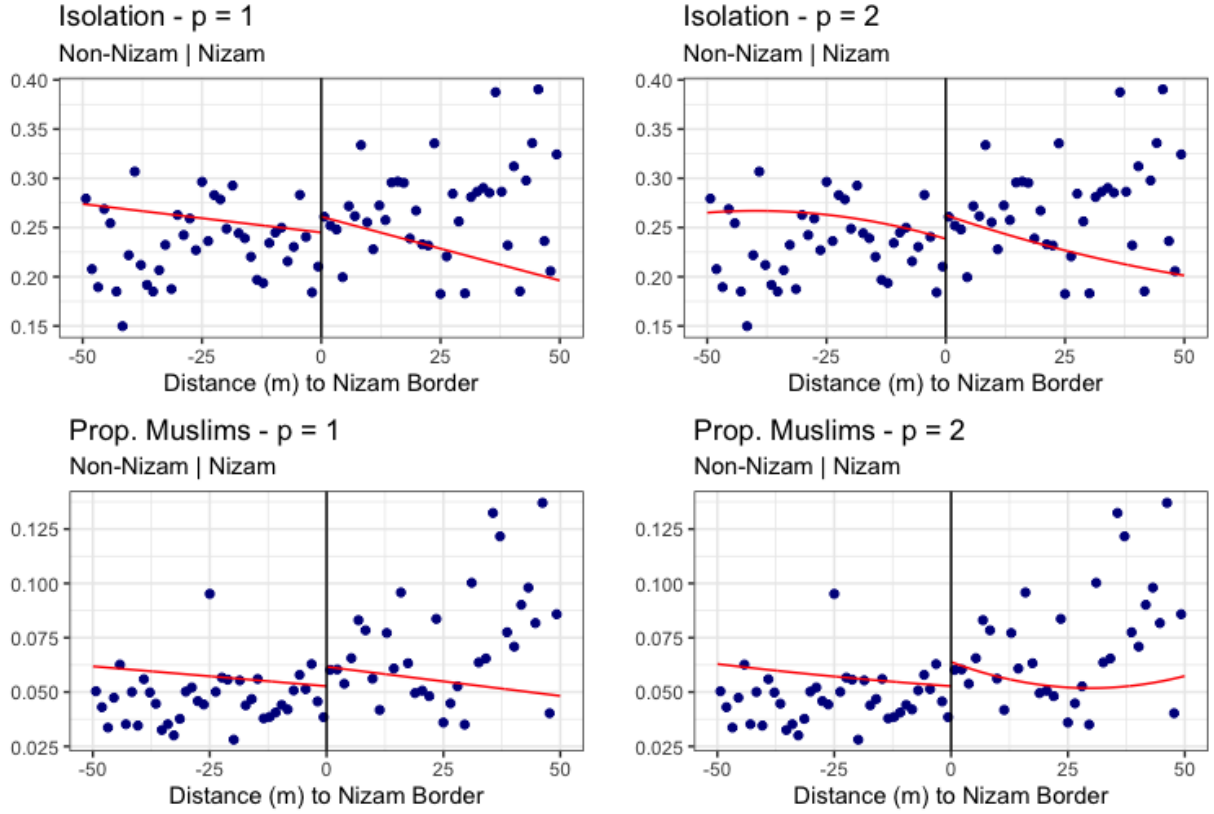 Isolation - p = 1
Non-Nizam | Nizam
0.40
0.35
0.30
0.25
0.20
0.15
-50 -25 0 25 50
Distance (m) to Nizam Border
Isolation - p = 2
Non-Nizam | Nizam
0.40
0.35
0.30
0.25
0.20
0.15
-50 -25 0 25 50
Distance (m) to Nizam Border
Prop. Muslims - p = 1
Non-Nizam | Nizam
0.125
0.100
0.075
0.050
0.025
-50 -25 0 25 50
Distance (m) to Nizam Border
Prop. Muslims - p = 2
Non-Nizam | Nizam
0.125
0.100
0.075
0.050
0.025
-50 -25 0 25 50
Distance (m) to Nizam Border